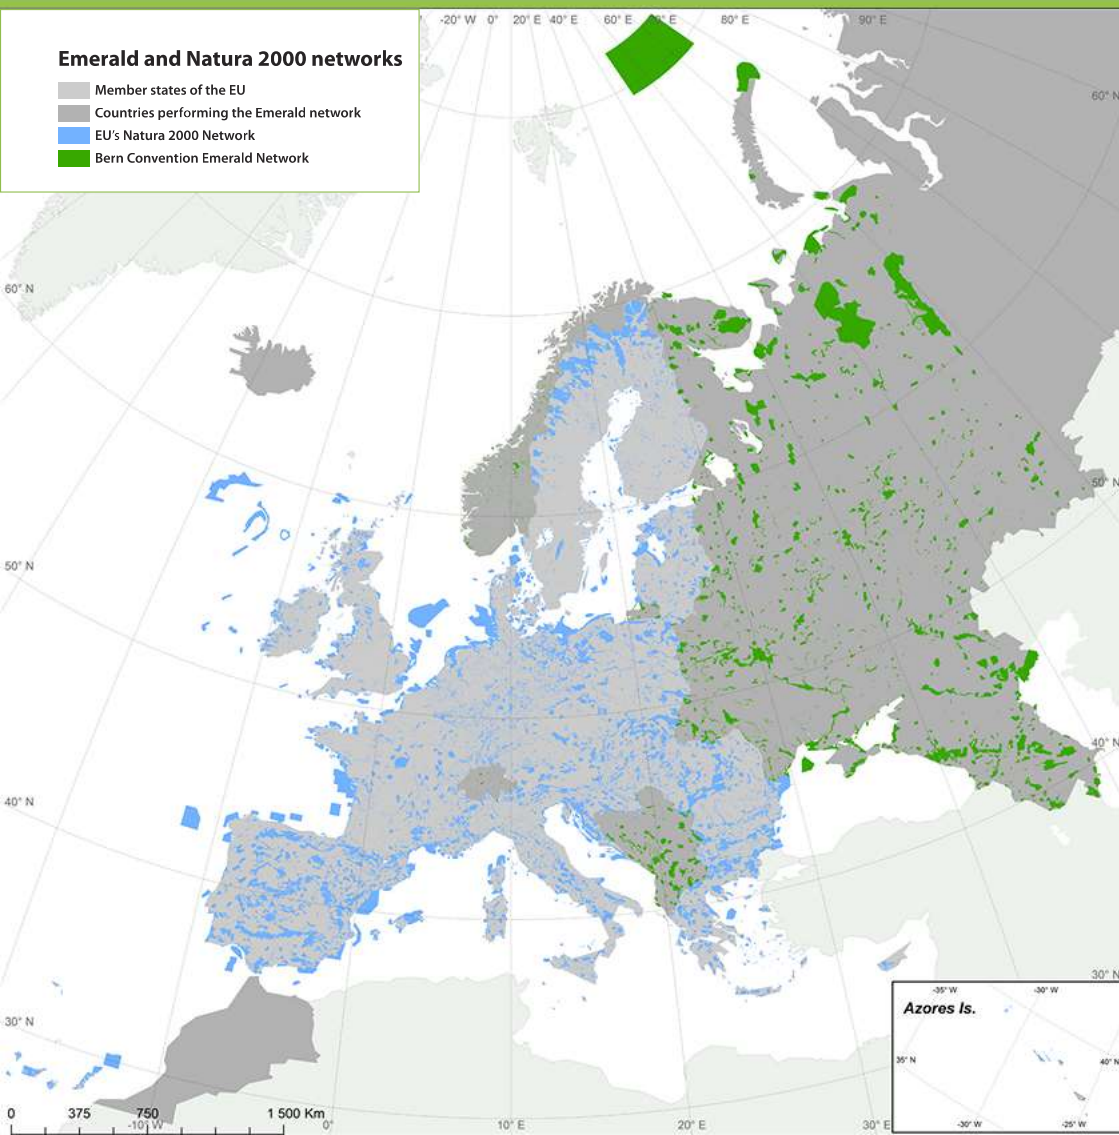 -20° W 0° 20° E 40° E 60° E 80° E 90° E
Emerald and Natura 2000 networks
Member states of the EU
Countries performing the Emerald network
EU's Natura 2000 Network
Bern Convention Emerald Network
60° N
60° N
50° N
50° N
40° N
40° N
30° N
30° N
-35° W -30° W
Azores Is.
35° N
40° N
-30° W -25° W
0 375 750 1 500 Km
-10° W 0° 10° E 20° E 30° E